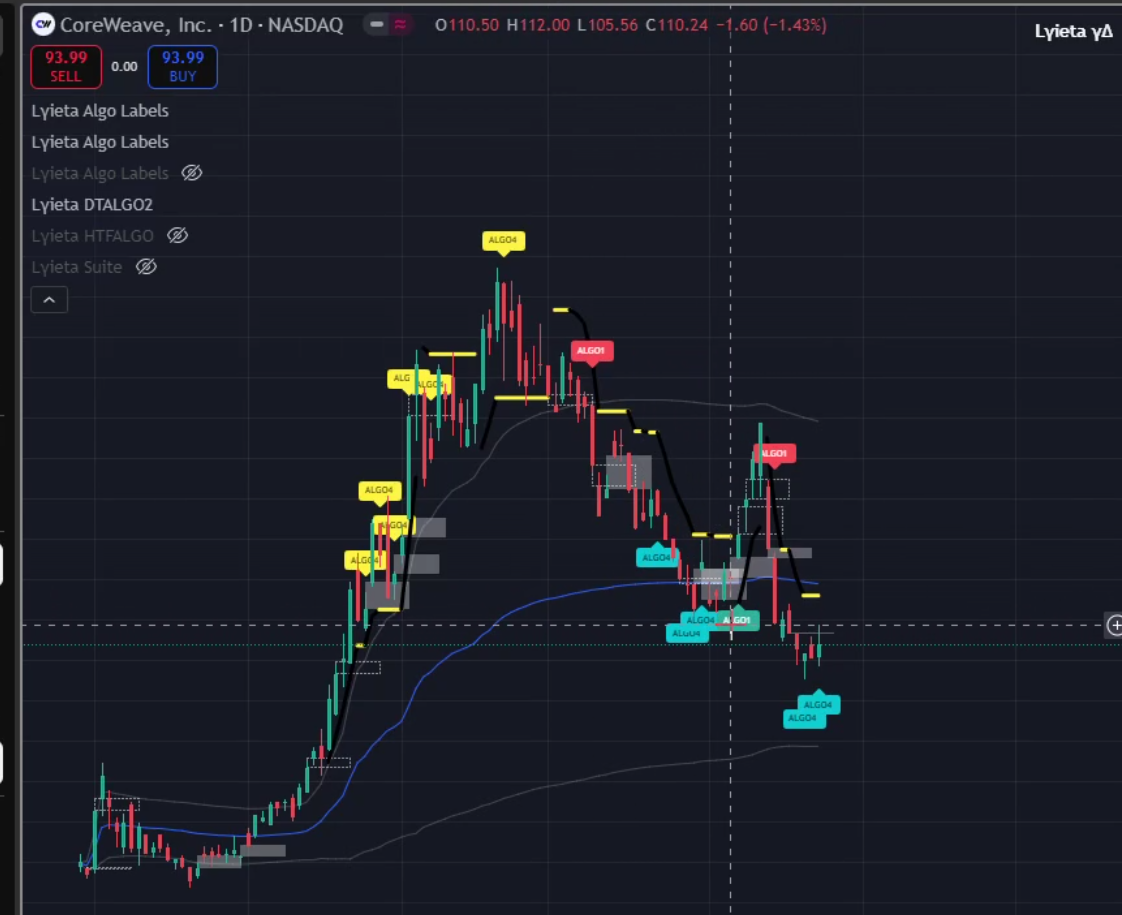 CW CoreWeave, Inc. · 1D · NASDAQ O110.50 H112.00 L105.56 C110.24 −1.60 (−1.43%)
Lyieta γΔ
93.99 0.00 93.99
SELL BUY
Lyieta Algo Labels
Lyieta Algo Labels
Lyieta Algo Labels
Lyieta DTALGO2
Lyieta HTFALGO
Lyieta Suite
ALGO4
ALGO1
ALG
ALGO4
ALGO1
ALGO4
ALGO4
ALGO4
ALGO4
ALGO4
ALGO1
ALGO4
ALGO4
ALGO4